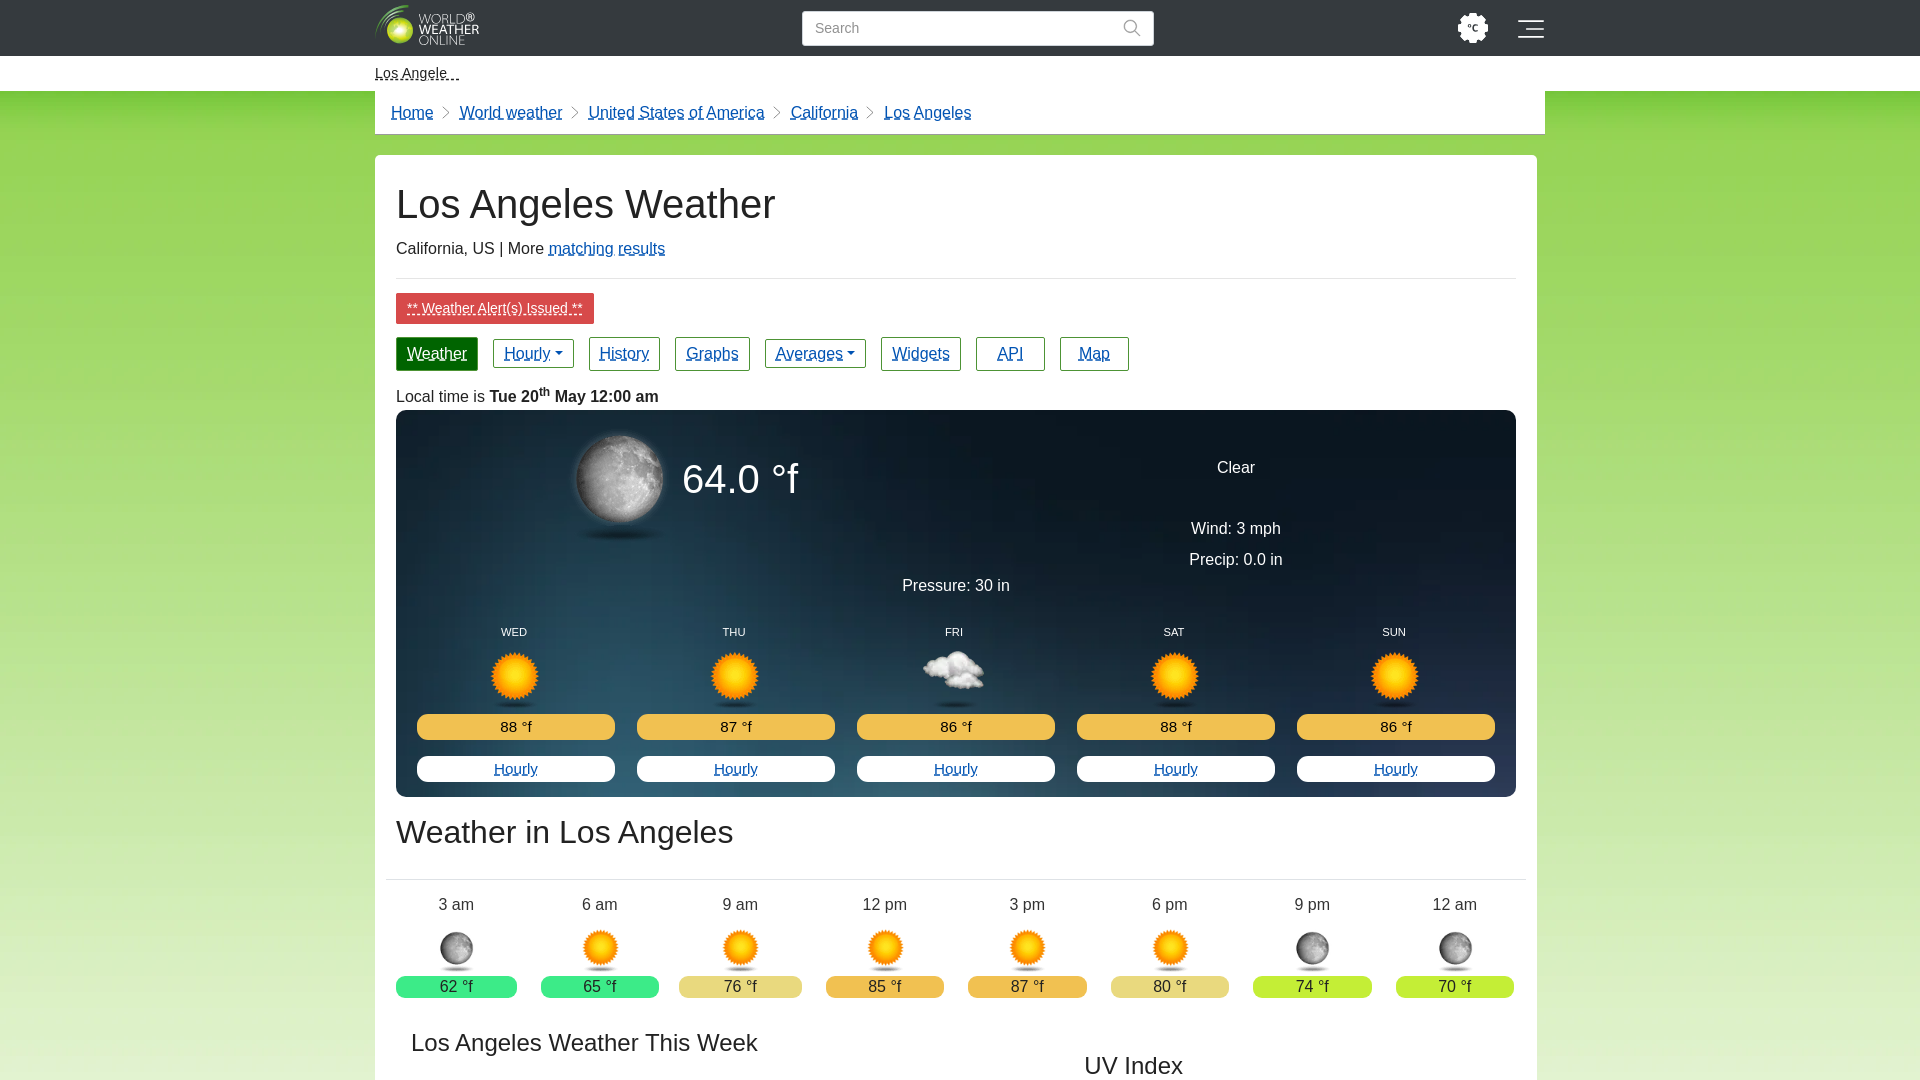 WORLD®
WEATHER
ONLINE
Search
°C
Los Angele
Home World weather United States of America California Los Angeles
Los Angeles Weather
California, US | More matching results
** Weather Alert(s) Issued **
Weather Hourly History Graphs Averages Widgets API Map
Local time is Tue 20th May 12:00 am
64.0 °f
Clear
Wind: 3 mph
Precip: 0.0 in
Pressure: 30 in
WED THU FRI SAT SUN
88 °f 87 °f 86 °f 88 °f 86 °f
Hourly Hourly Hourly Hourly Hourly
Weather in Los Angeles
3 am 6 am 9 am 12 pm 3 pm 6 pm 9 pm 12 am
62 °f 65 °f 76 °f 85 °f 87 °f 80 °f 74 °f 70 °f
Los Angeles Weather This Week
UV Index